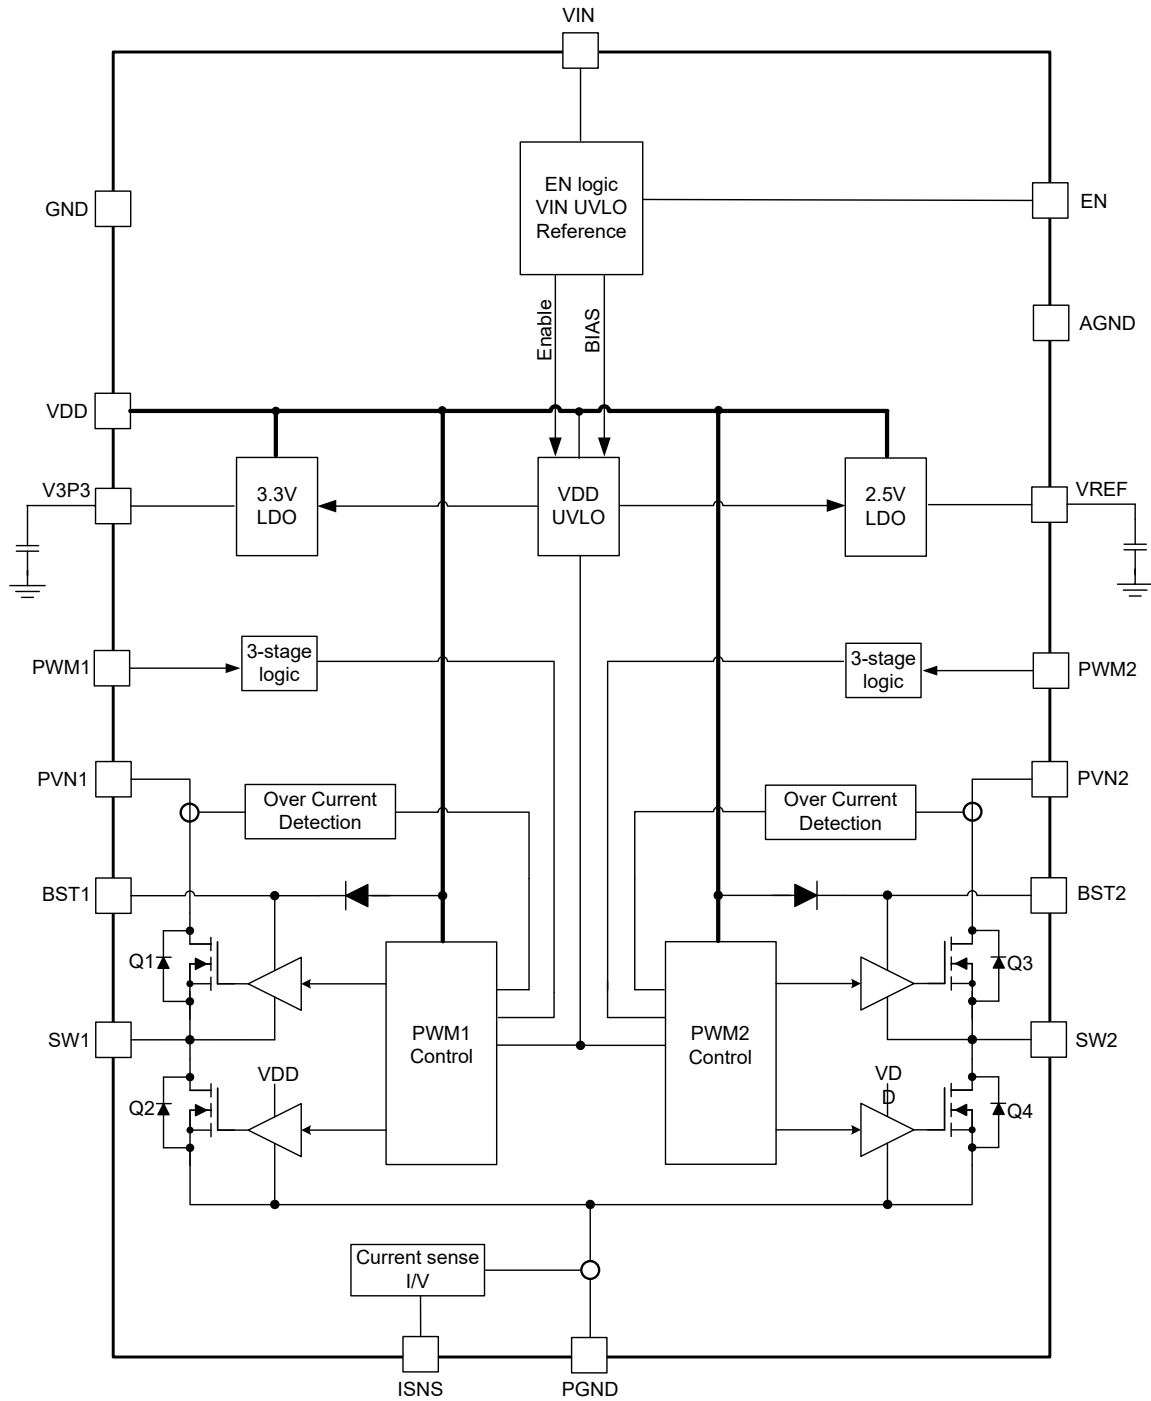 VIN
EN logic
VIN UVLO
Reference
GND
EN
Enable
BIAS
AGND
VDD
V3P3
3.3V
LDO
VDD
UVLO
2.5V
LDO
VREF
PWM1
3-stage
logic
3-stage
logic
PWM2
PVN1
Over Current
Detection
Over Current
Detection
PVN2
BST1
BST2
Q1
Q3
SW1
PWM1
Control
PWM2
Control
SW2
VDD
VD
D
Q2
Q4
Current sense
I/V
ISNS
PGND